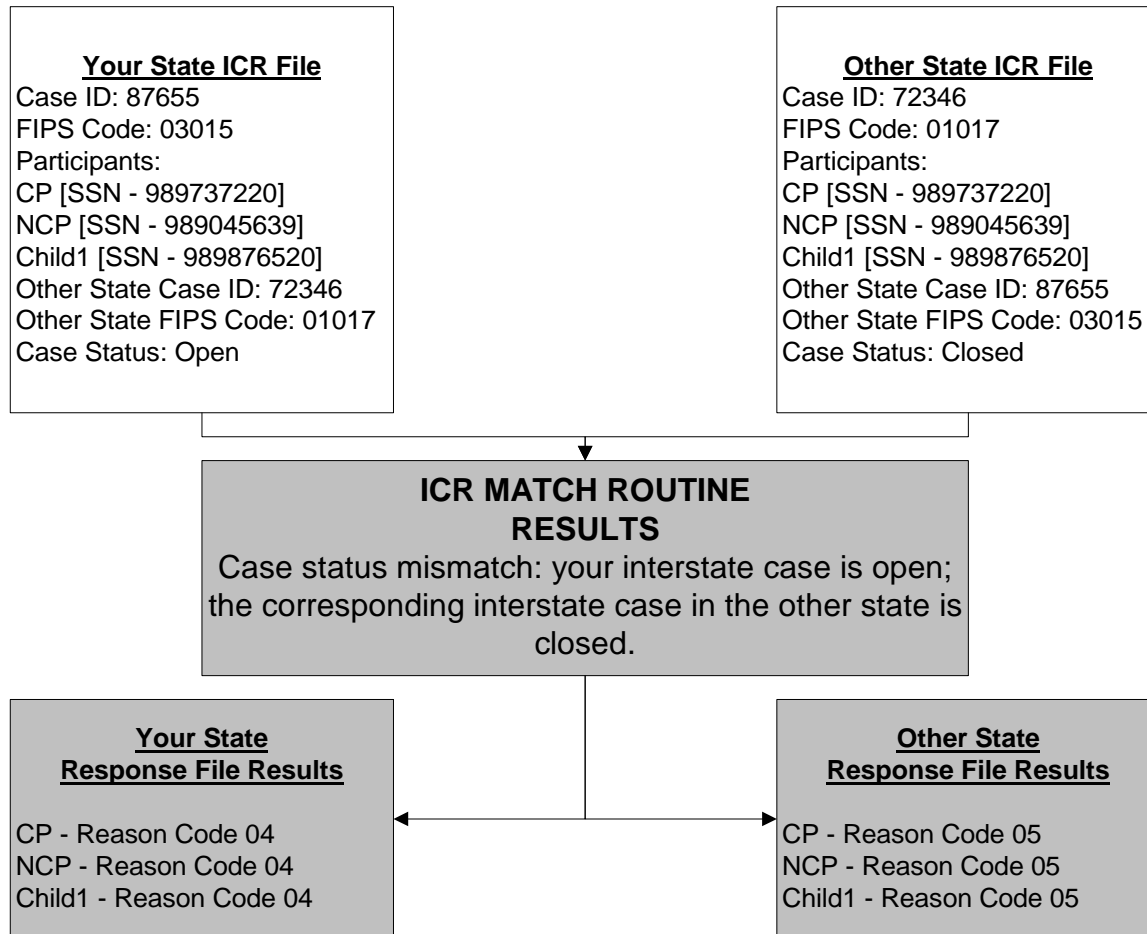 Your State ICR File
Case ID: 87655
FIPS Code: 03015
Participants:
CP [SSN - 989737220]
NCP [SSN - 989045639]
Child1 [SSN - 989876520]
Other State Case ID: 72346
Other State FIPS Code: 01017
Case Status: Open
Other State ICR File
Case ID: 72346
FIPS Code: 01017
Participants:
CP [SSN - 989737220]
NCP [SSN - 989045639]
Child1 [SSN - 989876520]
Other State Case ID: 87655
Other State FIPS Code: 03015
Case Status: Closed
ICR MATCH ROUTINE
RESULTS
Case status mismatch: your interstate case is open;
the corresponding interstate case in the other state is
closed.
Your State
Response File Results
CP - Reason Code 04
NCP - Reason Code 04
Child1 - Reason Code 04
Other State
Response File Results
CP - Reason Code 05
NCP - Reason Code 05
Child1 - Reason Code 05